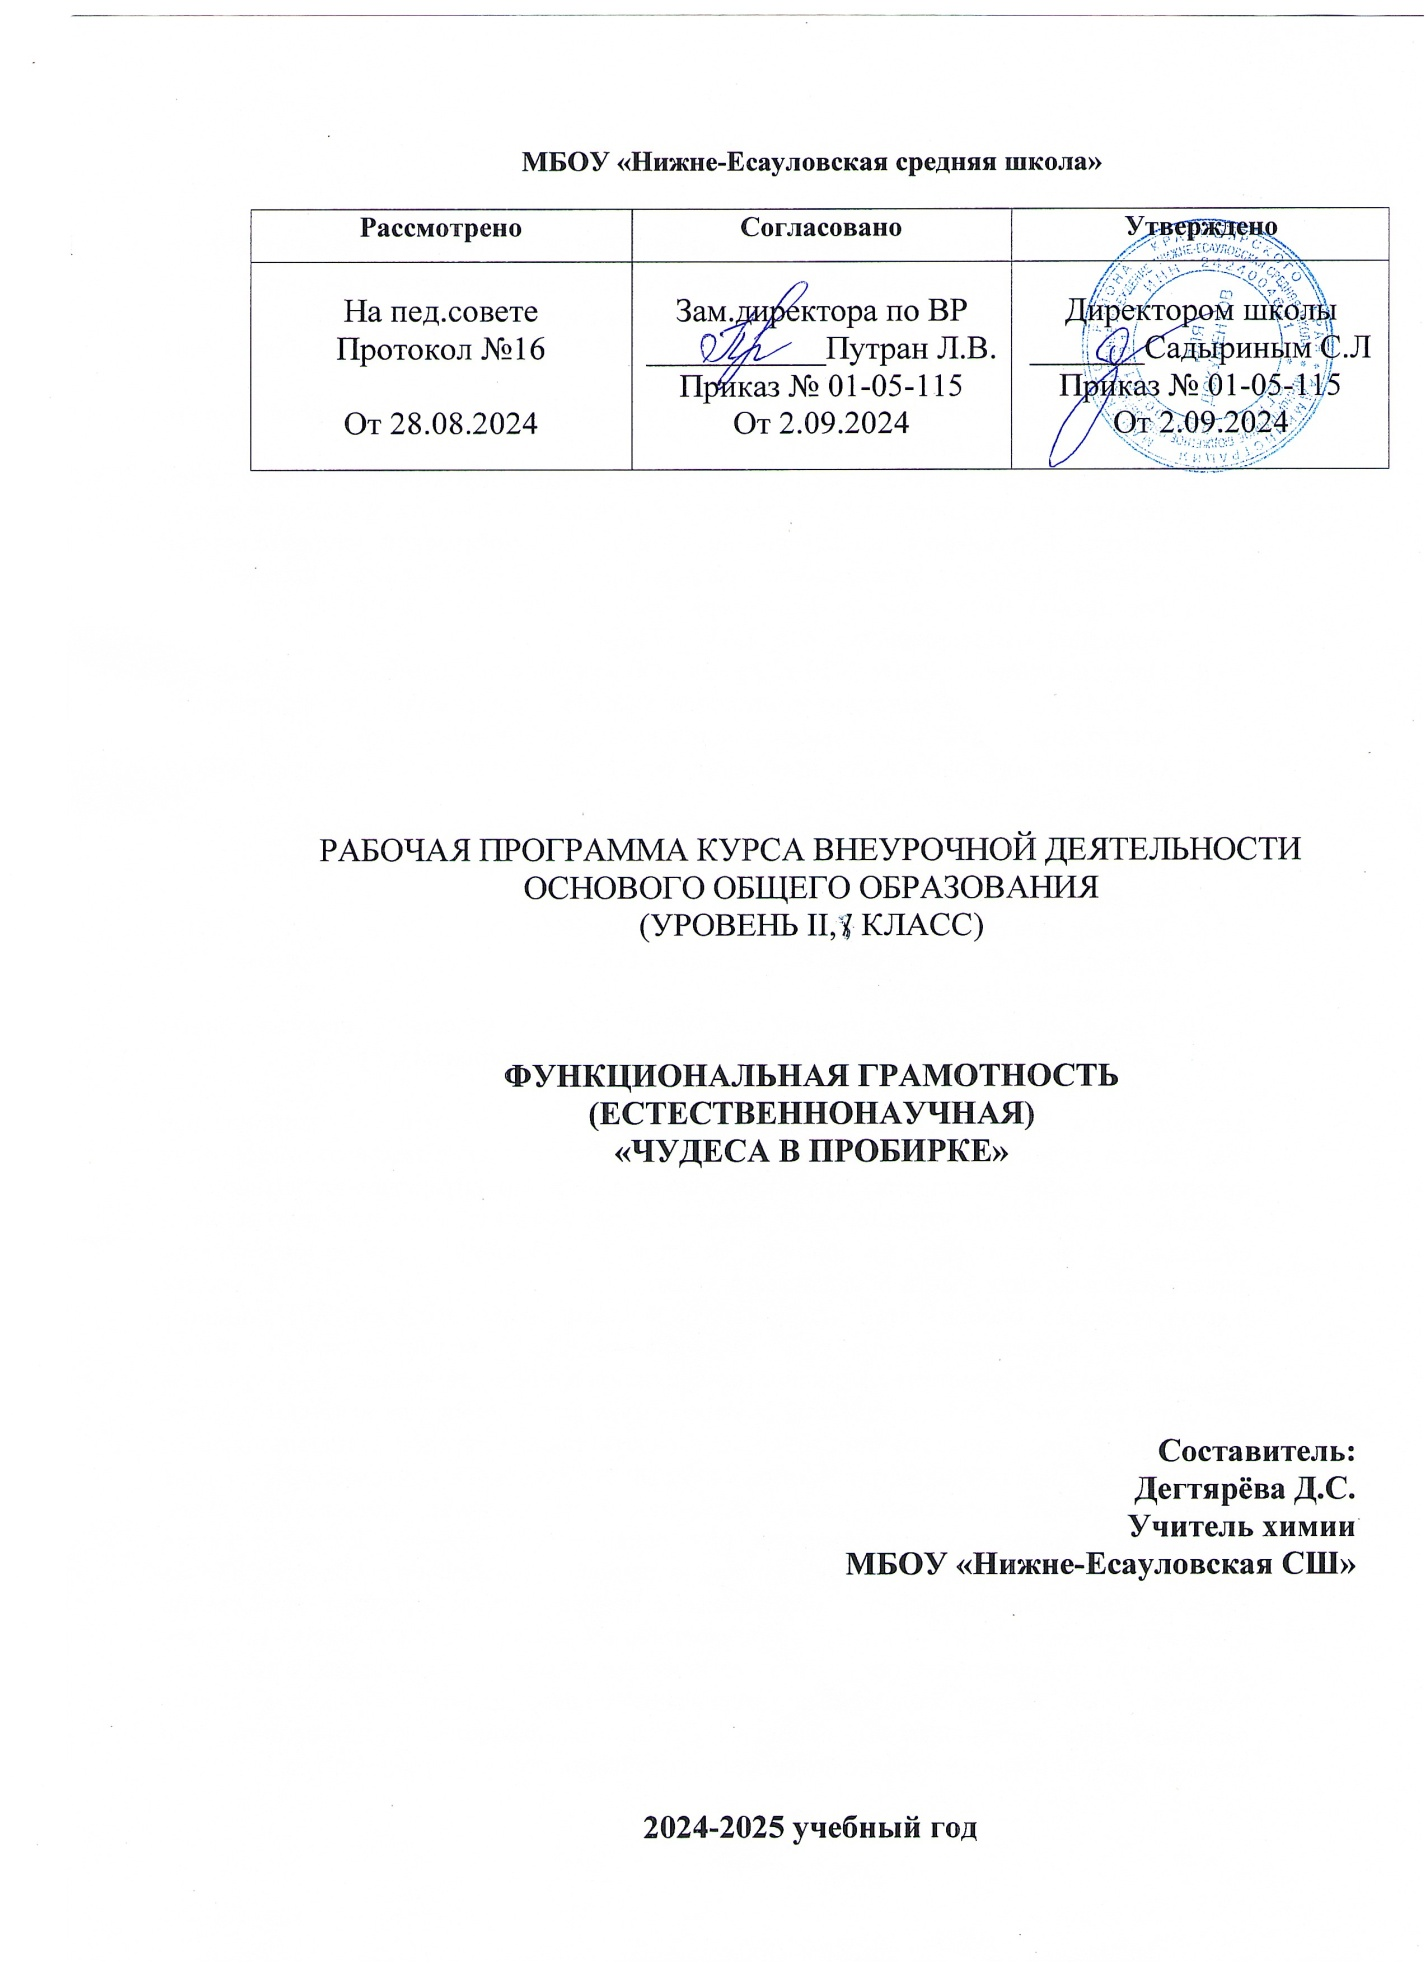 МБОУ «Нижне-Есауловская средняя школа»
Рассмотрено
Согласовано
Утверждено
На пед.совете
Протокол №16
От 28.08.2024
Зам.директора по ВР
____________Путран Л.В.
Приказ № 01-05-115
От 2.09.2024
Директором школы
________Садыриным С.Л
Приказ № 01-05-115
От 2.09.2024
РАБОЧАЯ ПРОГРАММА КУРСА ВНЕУРОЧНОЙ ДЕЯТЕЛЬНОСТИ
ОСНОВОГО ОБЩЕГО ОБРАЗОВАНИЯ
(УРОВЕНЬ II, КЛАСС)
ФУНКЦИОНАЛЬНАЯ ГРАМОТНОСТЬ
(ЕСТЕСТВЕННОНАУЧНАЯ)
«ЧУДЕСА В ПРОБИРКЕ»
Составитель:
Дегтярёва Д.С.
Учитель химии
МБОУ «Нижне-Есауловская СШ»
2024-2025 учебный год